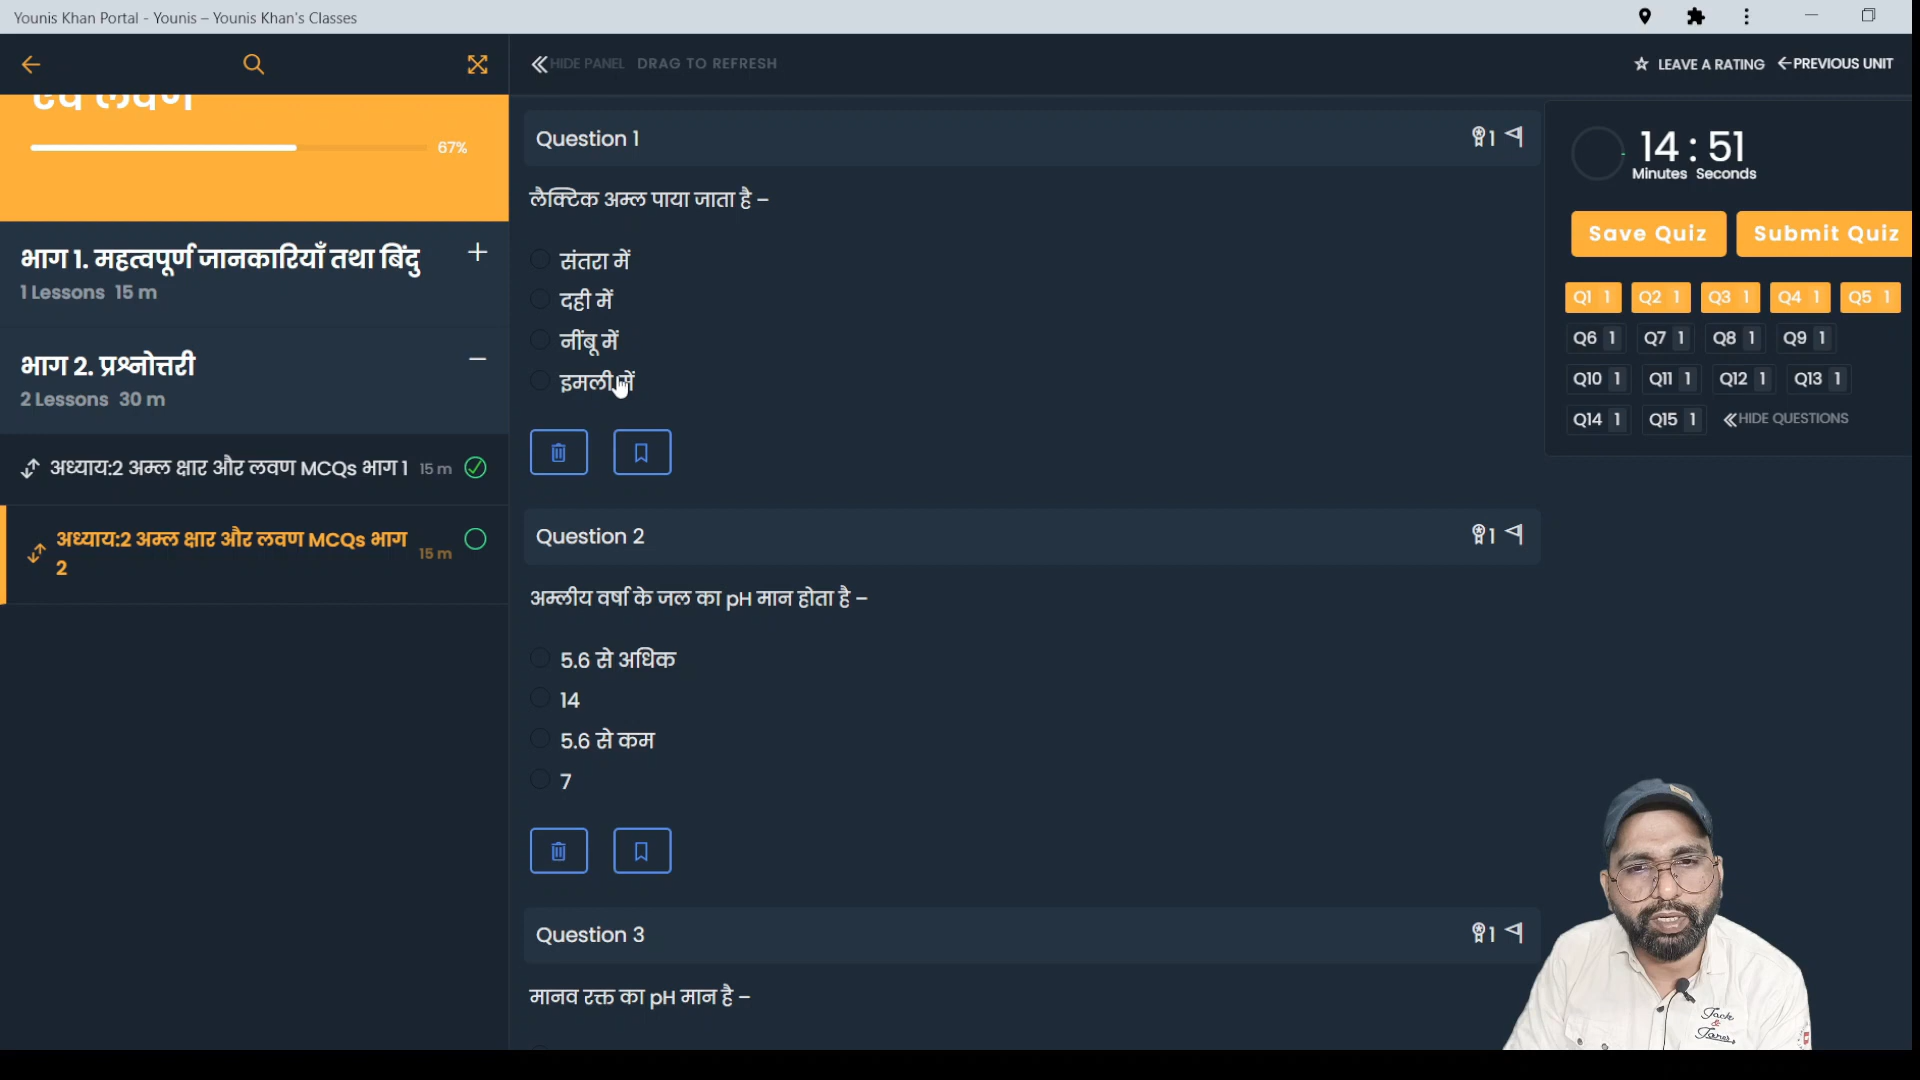 Younis Khan Portal - Younis – Younis Khan's Classes
HIDE PANEL DRAG TO REFRESH
LEAVE A RATING PREVIOUS UNIT
एवं लवण
67%
भाग 1. महत्वपूर्ण जानकारियाँ तथा बिंदु
1 Lessons 15 m
भाग 2. प्रश्नोत्तरी
2 Lessons 30 m
अध्याय:2 अम्ल क्षार और लवण MCQs भाग 1 15 m
अध्याय:2 अम्ल क्षार और लवण MCQs भाग 2 15 m
Question 1
1
लैक्टिक अम्ल पाया जाता है –
संतरा में
दही में
नींबू में
इमली में
Question 2
1
अम्लीय वर्षा के जल का pH मान होता है –
5.6 से अधिक
14
5.6 से कम
7
Question 3
1
मानव रक्त का pH मान है –
14 : 51
Minutes Seconds
Save Quiz Submit Quiz
Q1 1 Q2 1 Q3 1 Q4 1 Q5 1
Q6 1 Q7 1 Q8 1 Q9 1
Q10 1 Q11 1 Q12 1 Q13 1
Q14 1 Q15 1 HIDE QUESTIONS
Jack
&
Jones